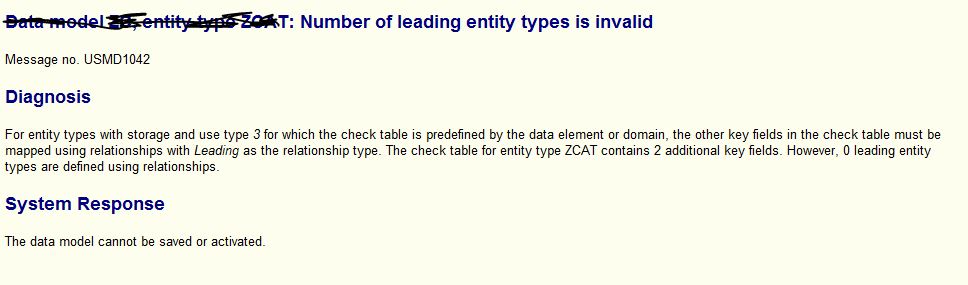 Data model, entity type ZCAT: Number of leading entity types is invalid
Message no. USMD1042
Diagnosis
For entity types with storage and use type 3 for which the check table is predefined by the data element or domain, the other key fields in the check table must be
mapped using relationships with Leading as the relationship type. The check table for entity type ZCAT contains 2 additional key fields. However, 0 leading entity
types are defined using relationships.
System Response
The data model cannot be saved or activated.